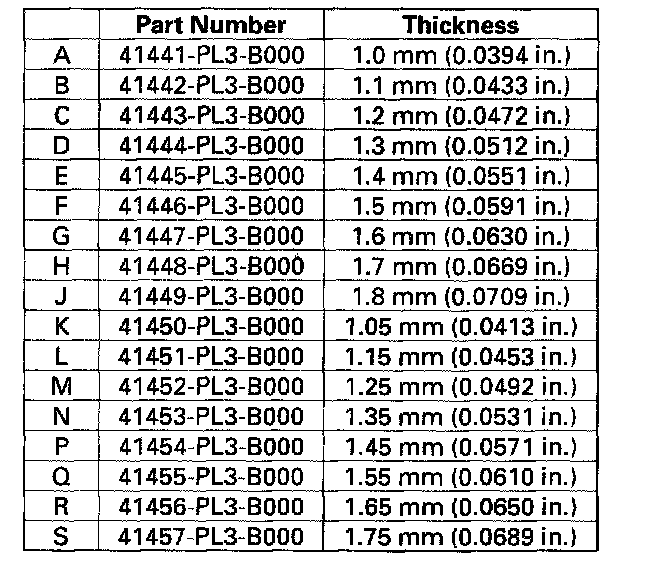 Part Number Thickness
A 41441-PL3-B000 1.0 mm (0.0394 in.)
B 41442-PL3-B000 1.1 mm (0.0433 in.)
C 41443-PL3-B000 1.2 mm (0.0472 in.)
D 41444-PL3-B000 1.3 mm (0.0512 in.)
E 41445-PL3-B000 1.4 mm (0.0551 in.)
F 41446-PL3-B000 1.5 mm (0.0591 in.)
G 41447-PL3-B000 1.6 mm (0.0630 in.)
H 41448-PL3-B000 1.7 mm (0.0669 in.)
J 41449-PL3-B000 1.8 mm (0.0709 in.)
K 41450-PL3-B000 1.05 mm (0.0413 in.)
L 41451-PL3-B000 1.15 mm (0.0453 in.)
M 41452-PL3-B000 1.25 mm (0.0492 in.)
N 41453-PL3-B000 1.35 mm (0.0531 in.)
P 41454-PL3-B000 1.45 mm (0.0571 in.)
Q 41455-PL3-B000 1.55 mm (0.0610 in.)
R 41456-PL3-B000 1.65 mm (0.0650 in.)
S 41457-PL3-B000 1.75 mm (0.0689 in.)